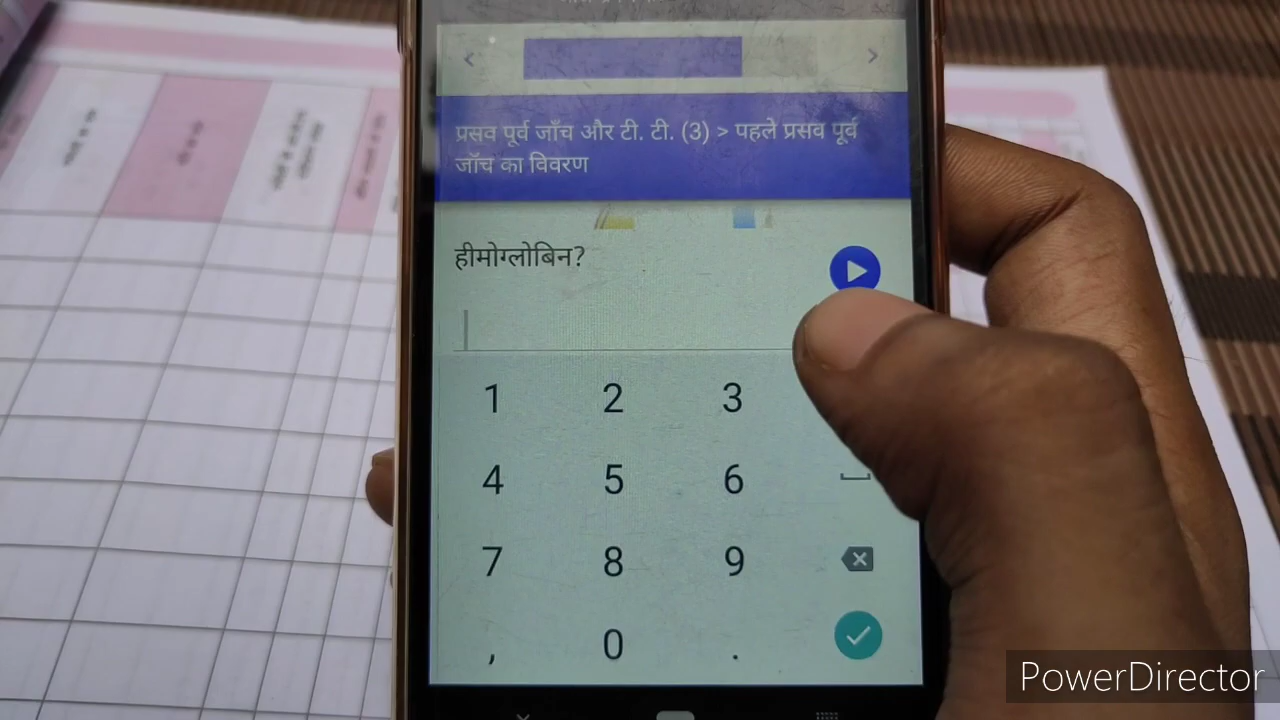 प्रसव पूर्व जाँच और टी. टी. (3) > पहले प्रसव पूर्व
जाँच का विवरण
हीमोग्लोबिन?
1 2 3
4 5 6
7 8 9
, 0 .
PowerDirector